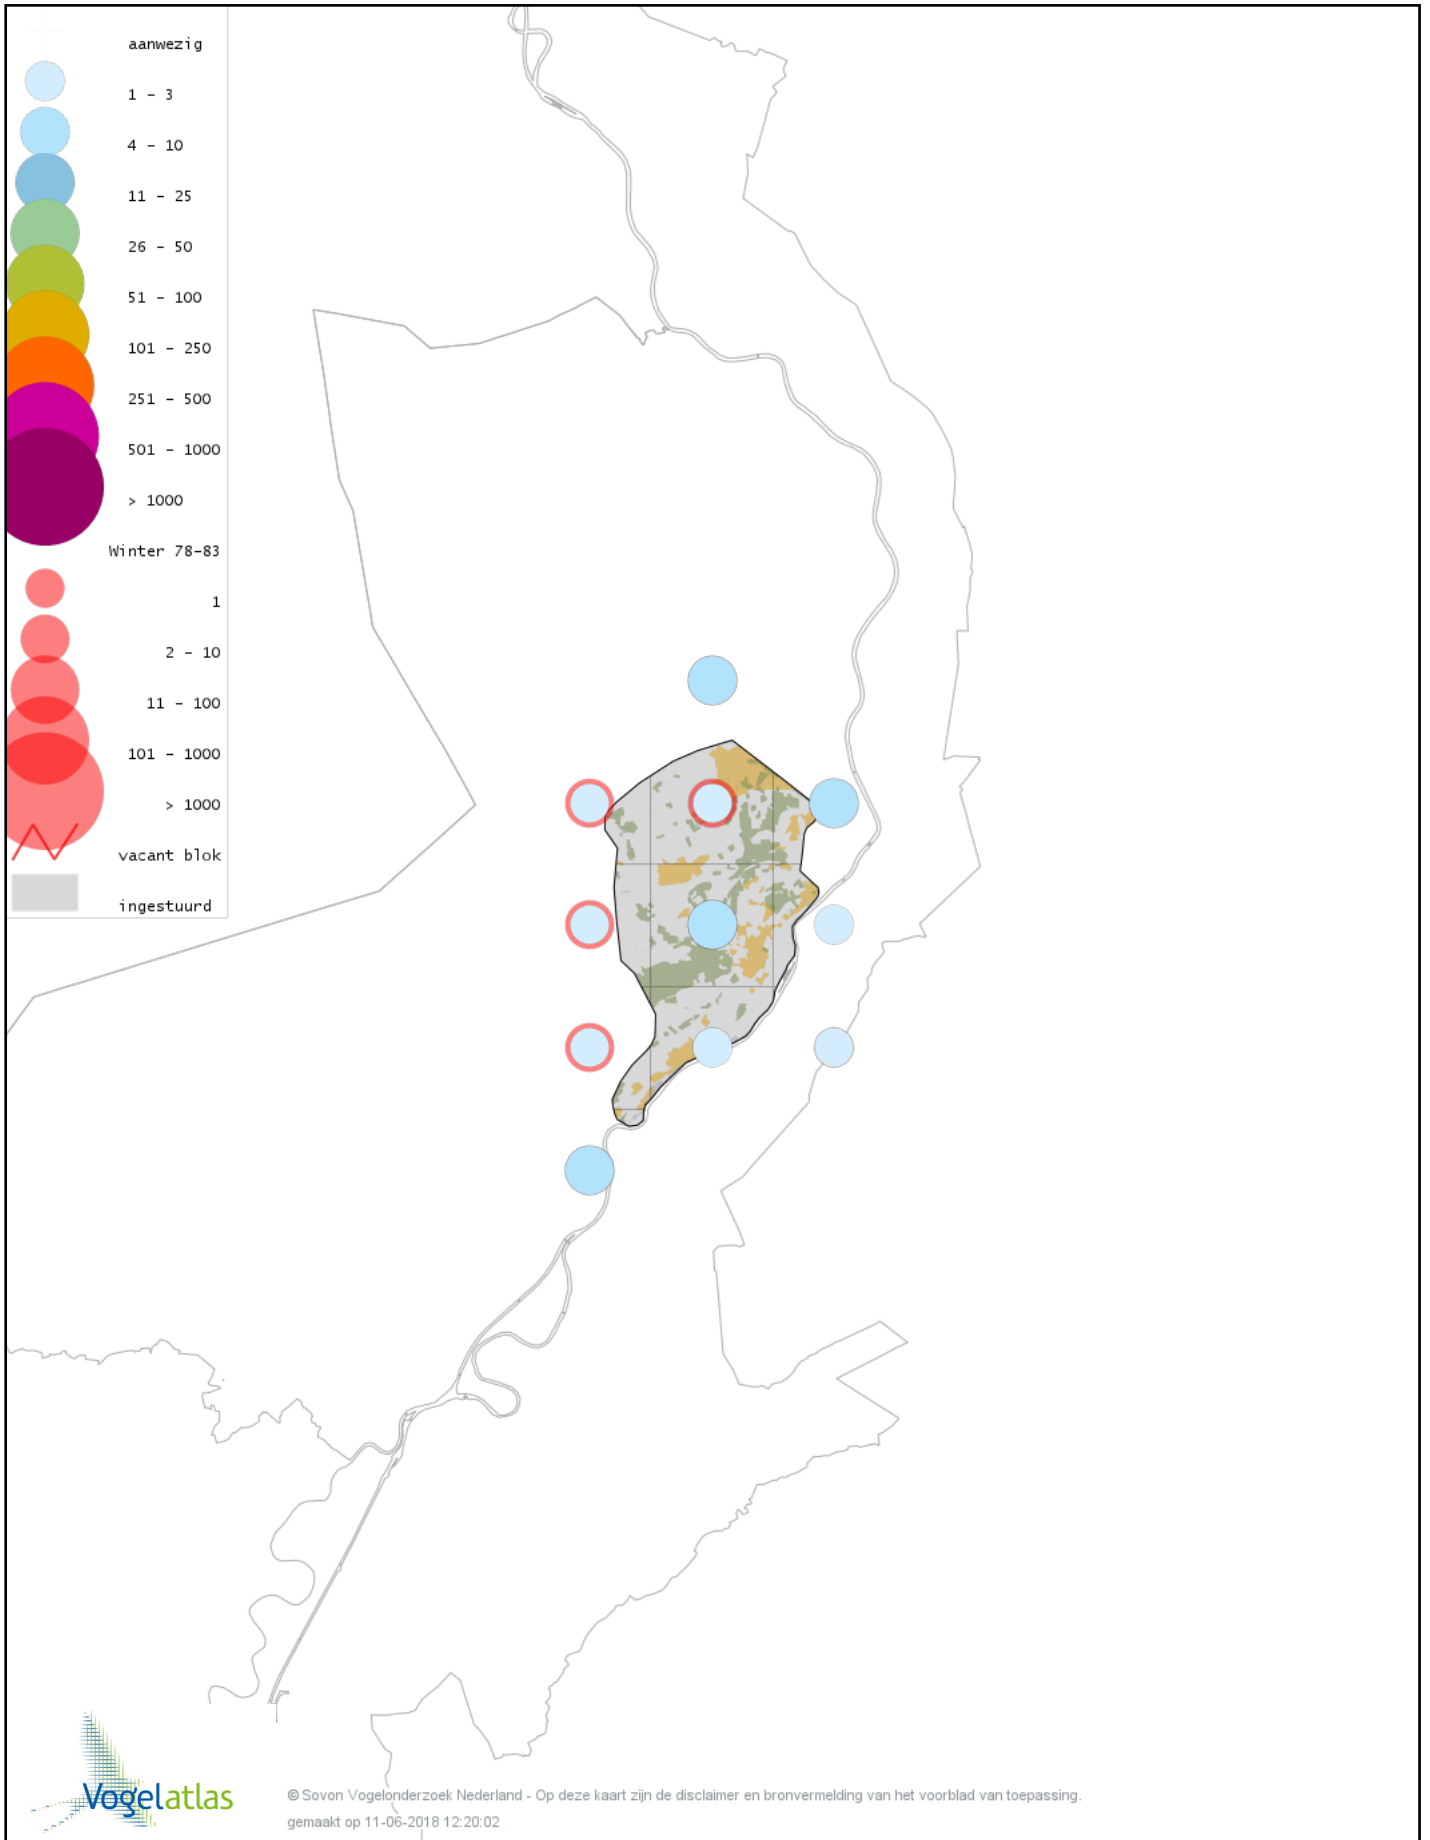 aanwezig
1 - 3
4 - 10
11 - 25
26 - 50
51 - 100
101 - 250
251 - 500
501 - 1000
> 1000
Winter 78-83
1
2 - 10
11 - 100
101 - 1000
> 1000
vacant blok
ingestuurd
Vogelatlas
© Sovon Vogelonderzoek Nederland - Op deze kaart zijn de disclaimer en bronvermelding van het voorblad van toepassing.
gemaakt op 11-06-2018 12:20:02